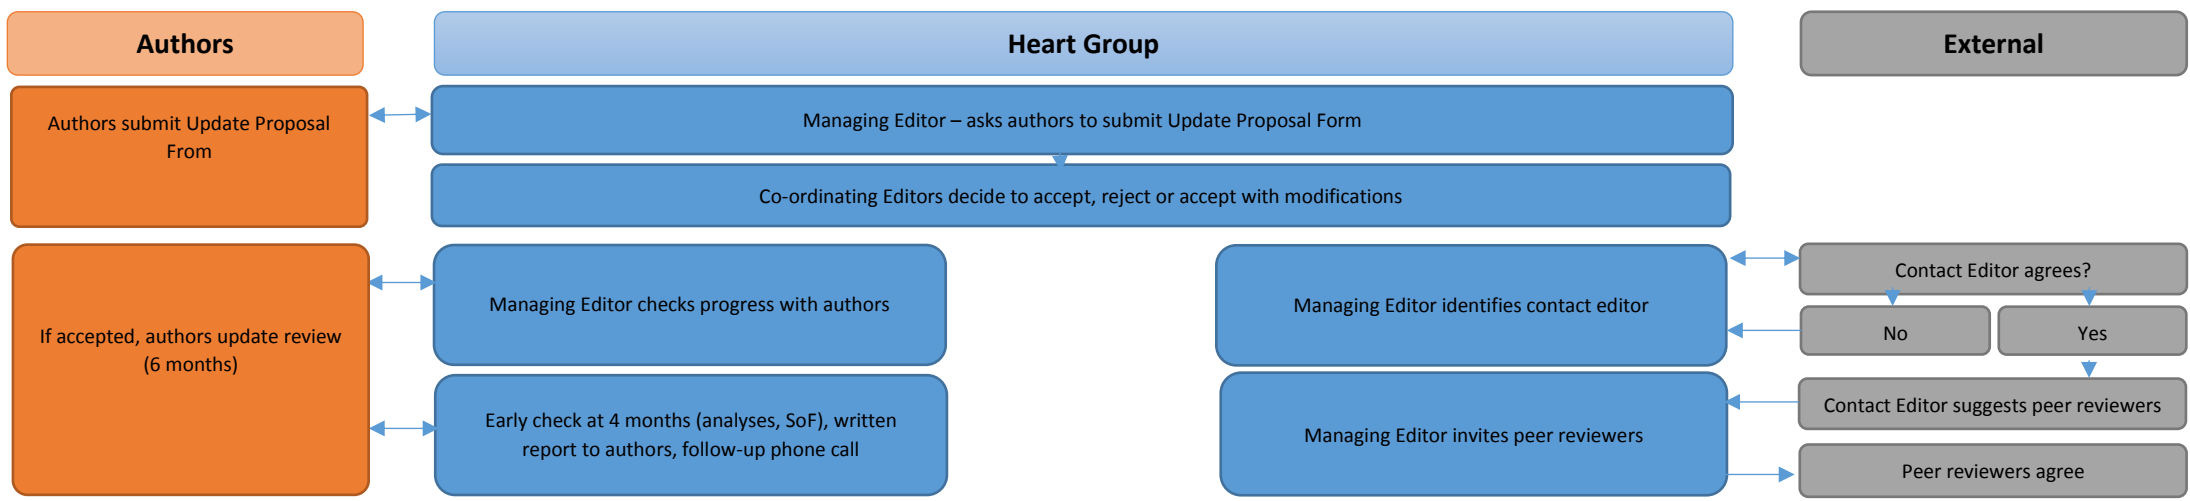 Authors
Heart Group
External
Authors submit Update Proposal
From
Managing Editor – asks authors to submit Update Proposal Form
Co-ordinating Editors decide to accept, reject or accept with modifications
If accepted, authors update review
(6 months)
Managing Editor checks progress with authors
Early check at 4 months (analyses, SoF), written
report to authors, follow-up phone call
Managing Editor identifies contact editor
Managing Editor invites peer reviewers
Contact Editor agrees?
No
Yes
Contact Editor suggests peer reviewers
Peer reviewers agree